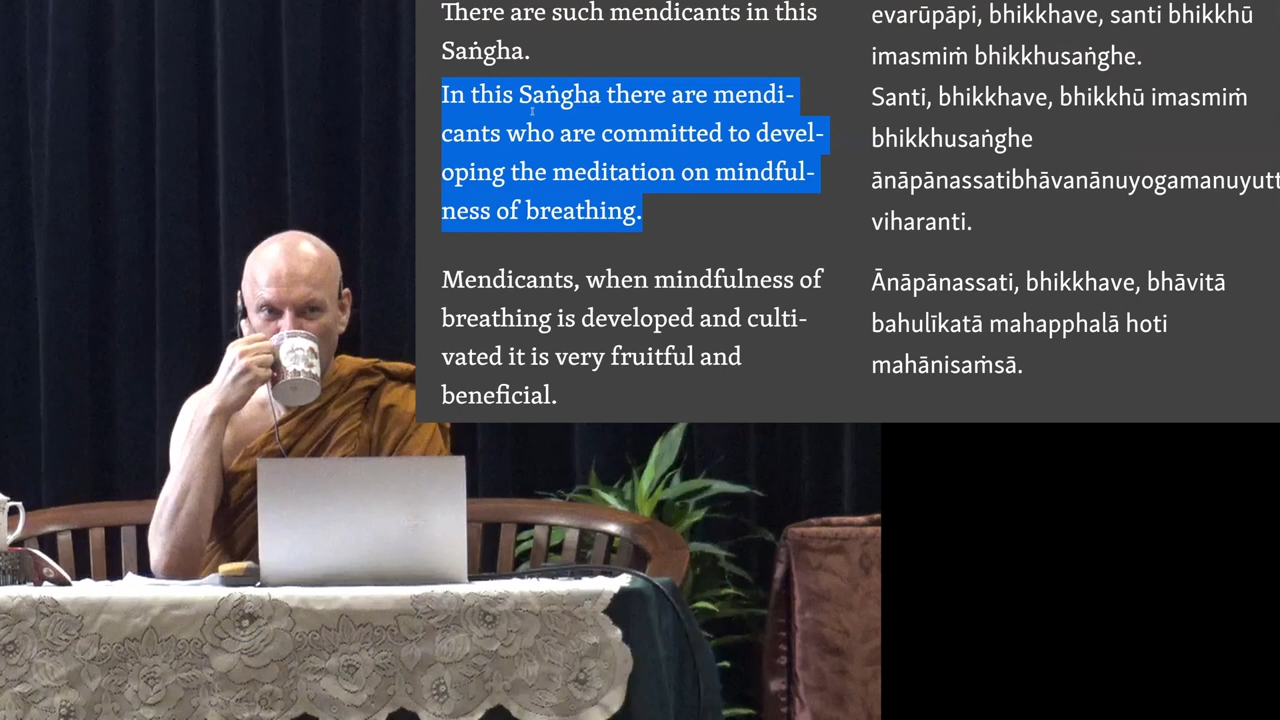 There are such mendicants in this
Saṅgha.
In this Saṅgha there are mendi-
cants who are committed to devel-
oping the meditation on mindful-
ness of breathing.
Mendicants, when mindfulness of
breathing is developed and culti-
vated it is very fruitful and
beneficial.
evarūpāpi, bhikkhave, santi bhikkhū
imasmiṁ bhikkhusaṅghe.
Santi, bhikkhave, bhikkhū imasmiṁ
bhikkhusaṅghe
ānāpānassatibhāvanānuyogamanuyutt
viharanti.
Ānāpānassati, bhikkhave, bhāvitā
bahulīkatā mahapphalā hoti
mahānisaṁsā.